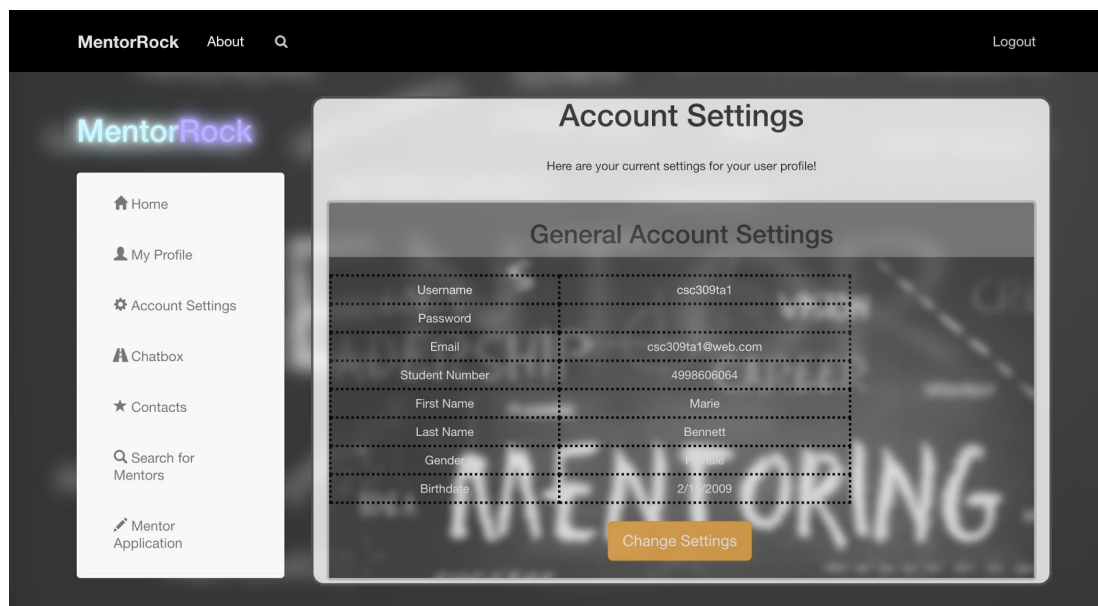 MentorRock About Logout
MentorRock
Home
My Profile
Account Settings
Chatbox
Contacts
Search for
Mentors
Mentor
Application
Account Settings
Here are your current settings for your user profile!
General Account Settings
Username csc309ta1
Password
Email csc309ta1@web.com
Student Number 4998606064
First Name Marie
Last Name Bennett
Gender Female
Birthdate
Change Settings
MENTORING